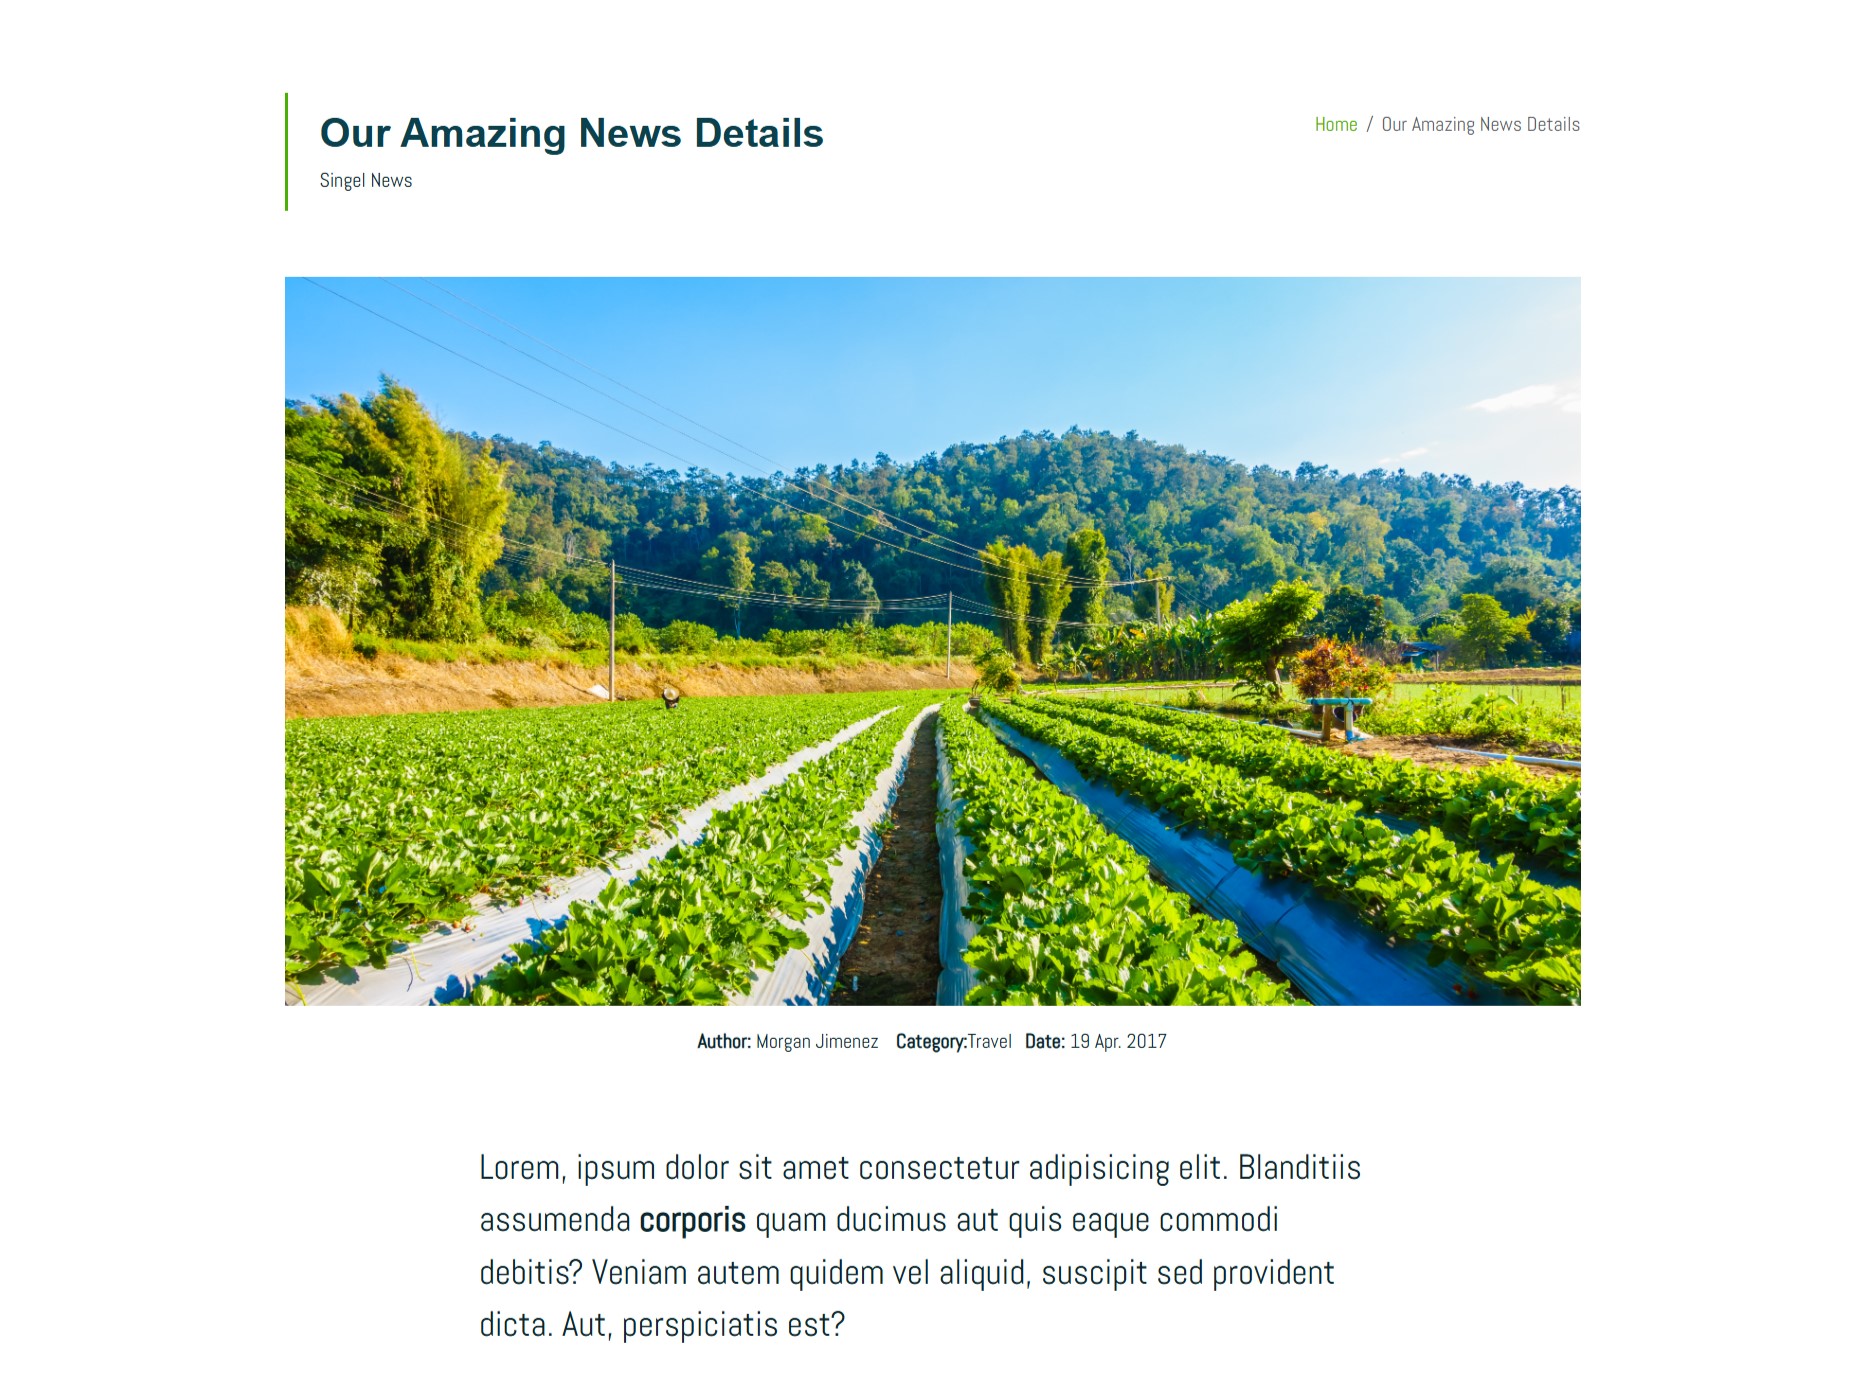 Our Amazing News Details
Singel News
Home / Our Amazing News Details
Author: Morgan Jimenez Category:Travel Date: 19 Apr. 2017
Lorem, ipsum dolor sit amet consectetur adipisicing elit. Blanditiis
assumenda corporis quam ducimus aut quis eaque commodi
debitis? Veniam autem quidem vel aliquid, suscipit sed provident
dicta. Aut, perspiciatis est?